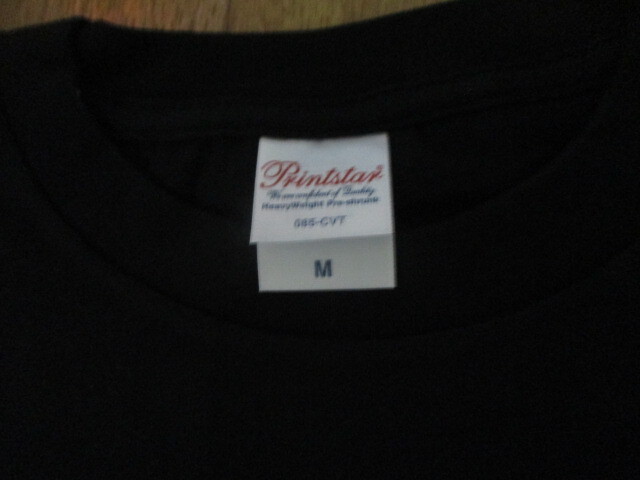 Printstar
We are confident of Quality
HeavyWeight Pre-shrunk
085-CVT
M